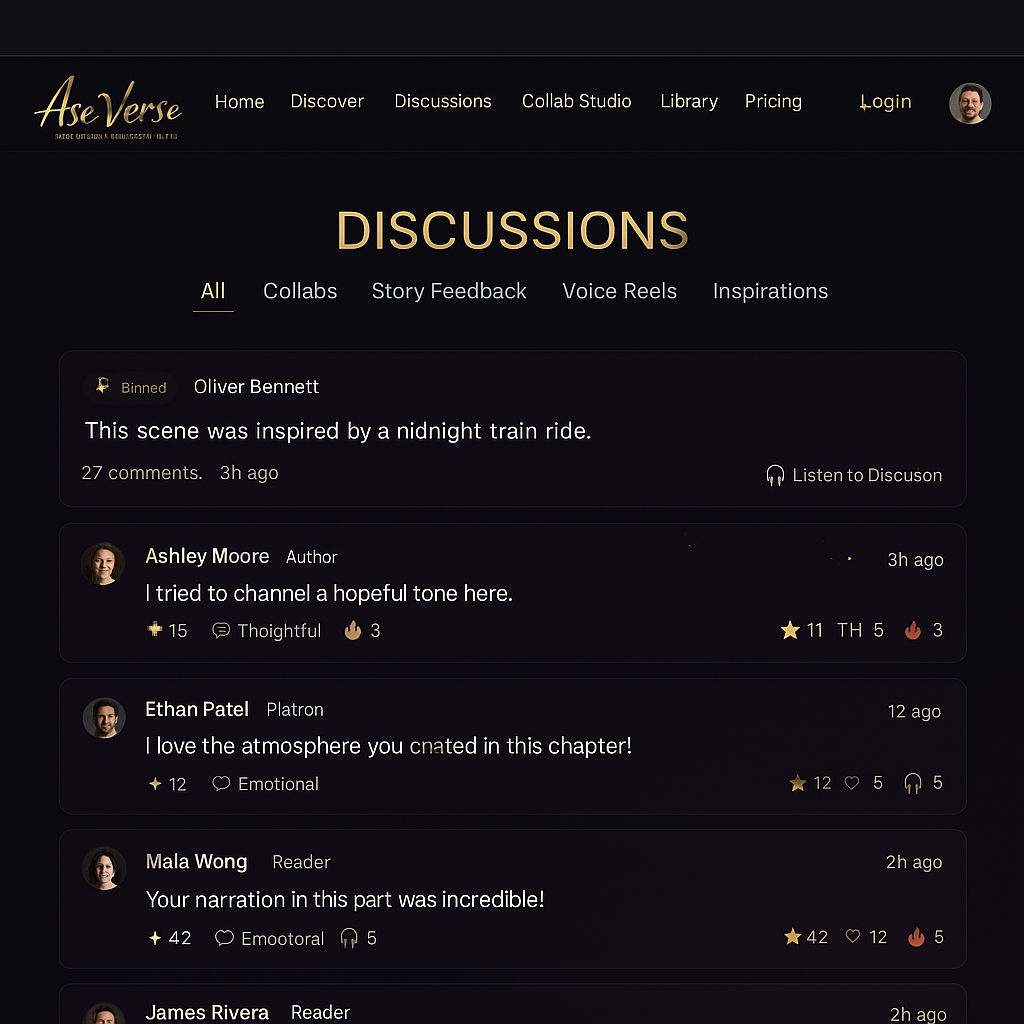 Ase Verse
Home Discover Discussions Collab Studio Library Pricing Login
DISCUSSIONS
All Collabs Story Feedback Voice Reels Inspirations
Binned Oliver Bennett
This scene was inspired by a nidnight train ride.
27 comments. 3h ago Listen to Discuson
Ashley Moore Author 3h ago
I tried to channel a hopeful tone here.
15 Thoightful 3 11 TH 5 3
Ethan Patel Platron 12 ago
I love the atmosphere you cnated in this chapter!
12 Emotional 12 5 5
Mala Wong Reader 2h ago
Your narration in this part was incredible!
42 Emootoral 5 42 12 5
James Rivera Reader 2h ago